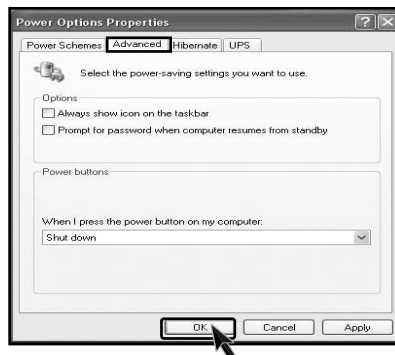 Power Options Properties
Power Schemes Advanced Hibernate UPS
Select the power-saving settings you want to use.
Options
Always show icon on the taskbar
Prompt for password when computer resumes from standby
Power buttons
When I press the power button on my computer:
Shut down
OK Cancel Apply